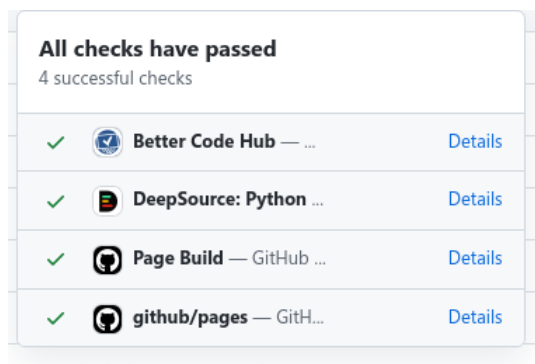 All checks have passed
4 successful checks
Better Code Hub — ... Details
DeepSource: Python ... Details
Page Build — GitHub ... Details
github/pages — GitH... Details